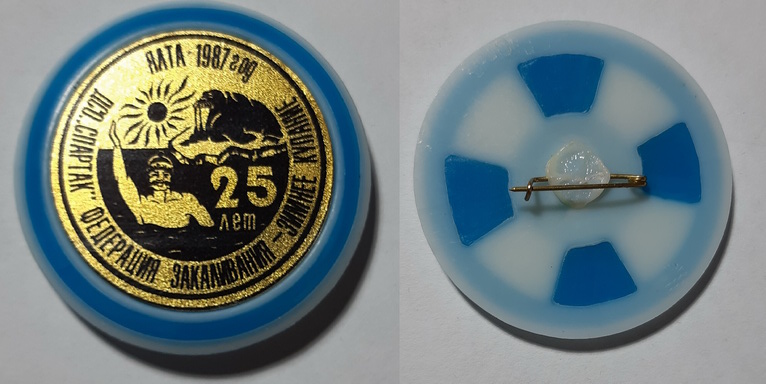 ЯЛТА - 1987 год
ДСО „СПАРТАК" ФЕДЕРАЦИЯ ЗАКАЛИВАНИЯ – ЗИМНЕЕ ПЛАВАНИЕ
25
лет